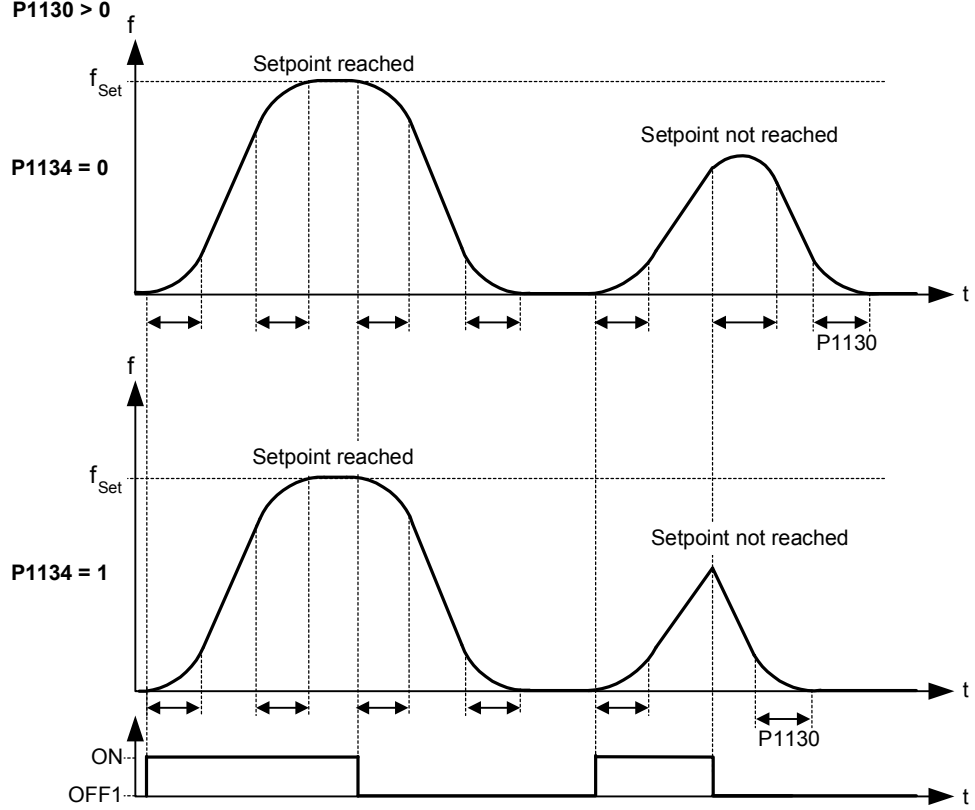 P1130 > 0
f
Setpoint reached
fSet
Setpoint not reached
P1134 = 0
t
P1130
f
Setpoint reached
fSet
Setpoint not reached
P1134 = 1
t
P1130
ON
OFF1
t